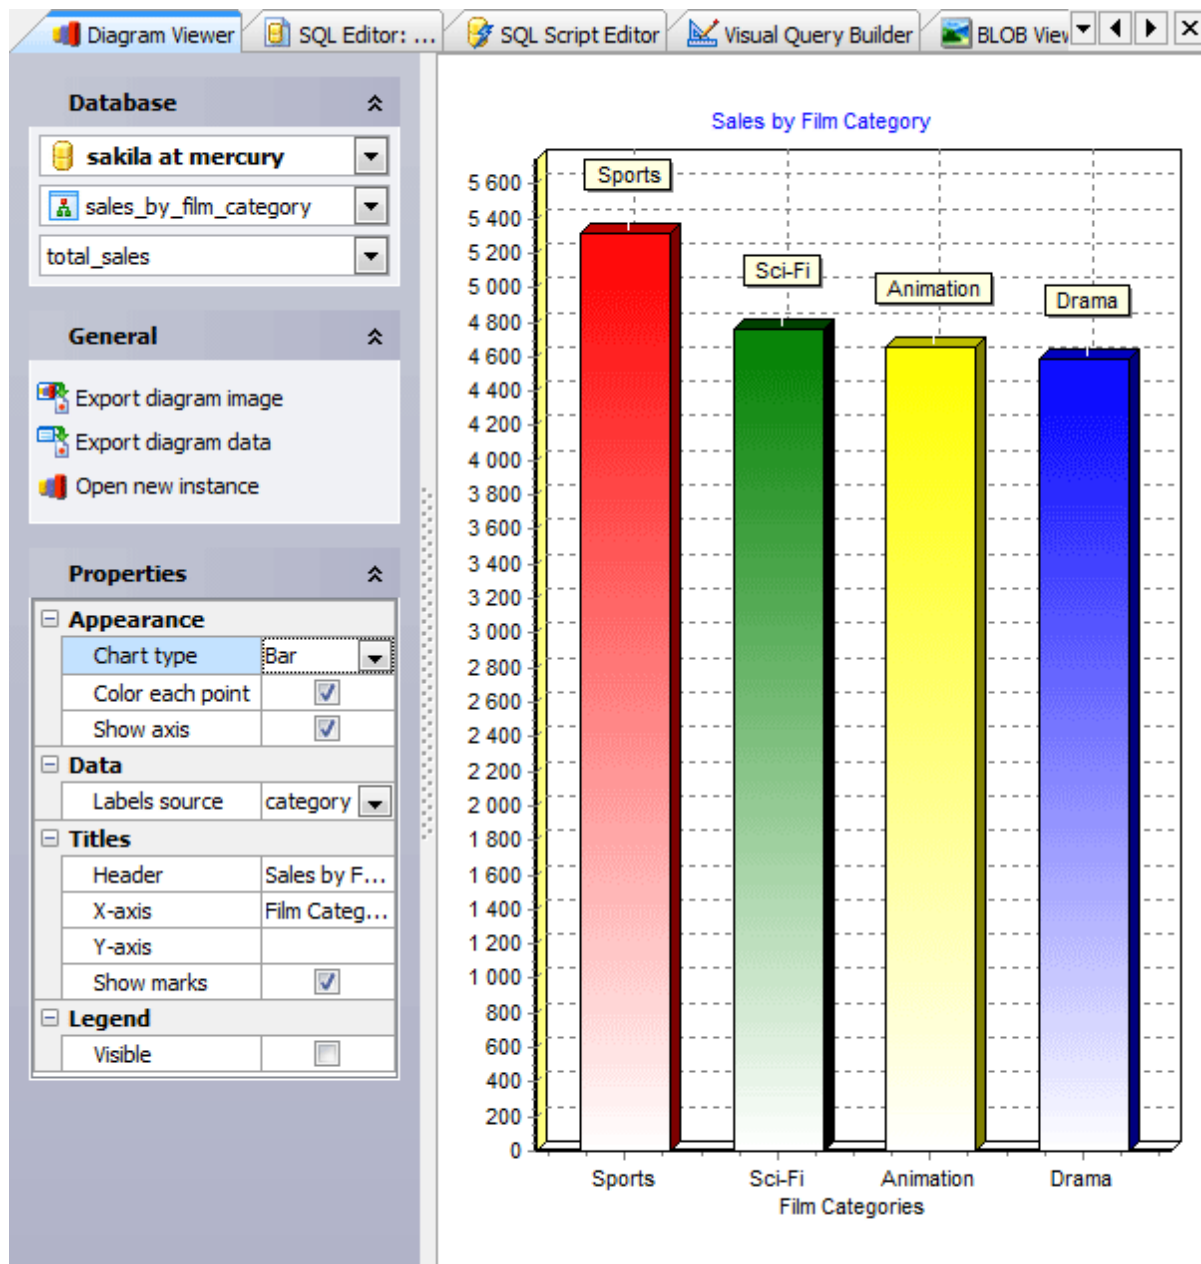 Diagram Viewer
SQL Editor: ...
SQL Script Editor
Visual Query Builder
BLOB View
Database
sakila at mercury
sales_by_film_category
total_sales
General
Export diagram image
Export diagram data
Open new instance
Properties
Appearance
Chart type Bar
Color each point
Show axis
Data
Labels source category
Titles
Header Sales by F...
X-axis Film Categ...
Y-axis
Show marks
Legend
Visible
Sales by Film Category
Sports
Sci-Fi
Animation
Drama
5 600
5 400
5 200
5 000
4 800
4 600
4 400
4 200
4 000
3 800
3 600
3 400
3 200
3 000
2 800
2 600
2 400
2 200
2 000
1 800
1 600
1 400
1 200
1 000
800
600
400
200
0
Sports Sci-Fi Animation Drama
Film Categories